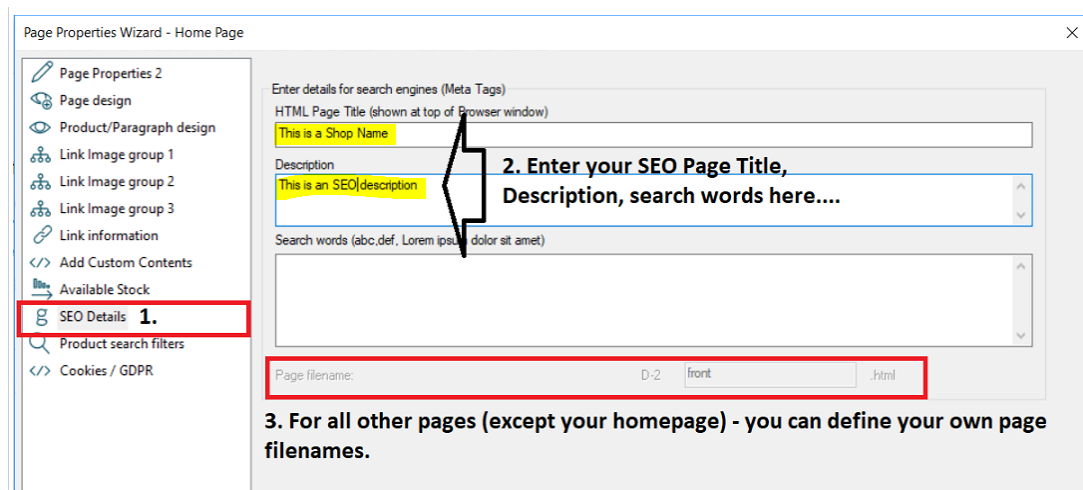 Page Properties Wizard - Home Page
Page Properties 2
Page design
Product/Paragraph design
Link Image group 1
Link Image group 2
Link Image group 3
Link information
Add Custom Contents
Available Stock
SEO Details 1.
Product search filters
Cookies / GDPR
Enter details for search engines (Meta Tags)
HTML Page Title (shown at top of Browser window)
This is a Shop Name
Description
This is an SEO description
2. Enter your SEO Page Title,
Description, search words here....
Search words (abc,def, Lorem ipsum dolor sit amet)
Page filename: D-2 front .html
3. For all other pages (except your homepage) - you can define your own page
filenames.